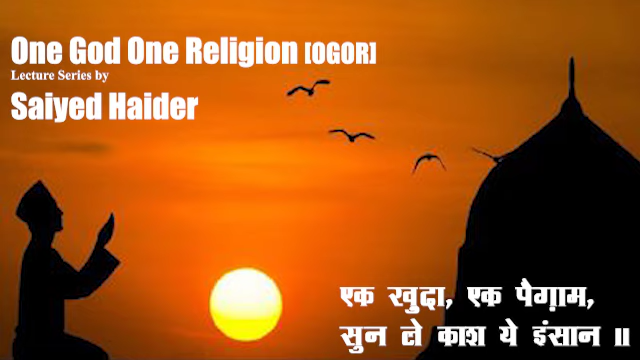 One God One Religion [OGOR]
Lecture Series by
Saiyed Haider
एक खुदा, एक पैग़ाम,
सुन ले काश ये इंसान ॥